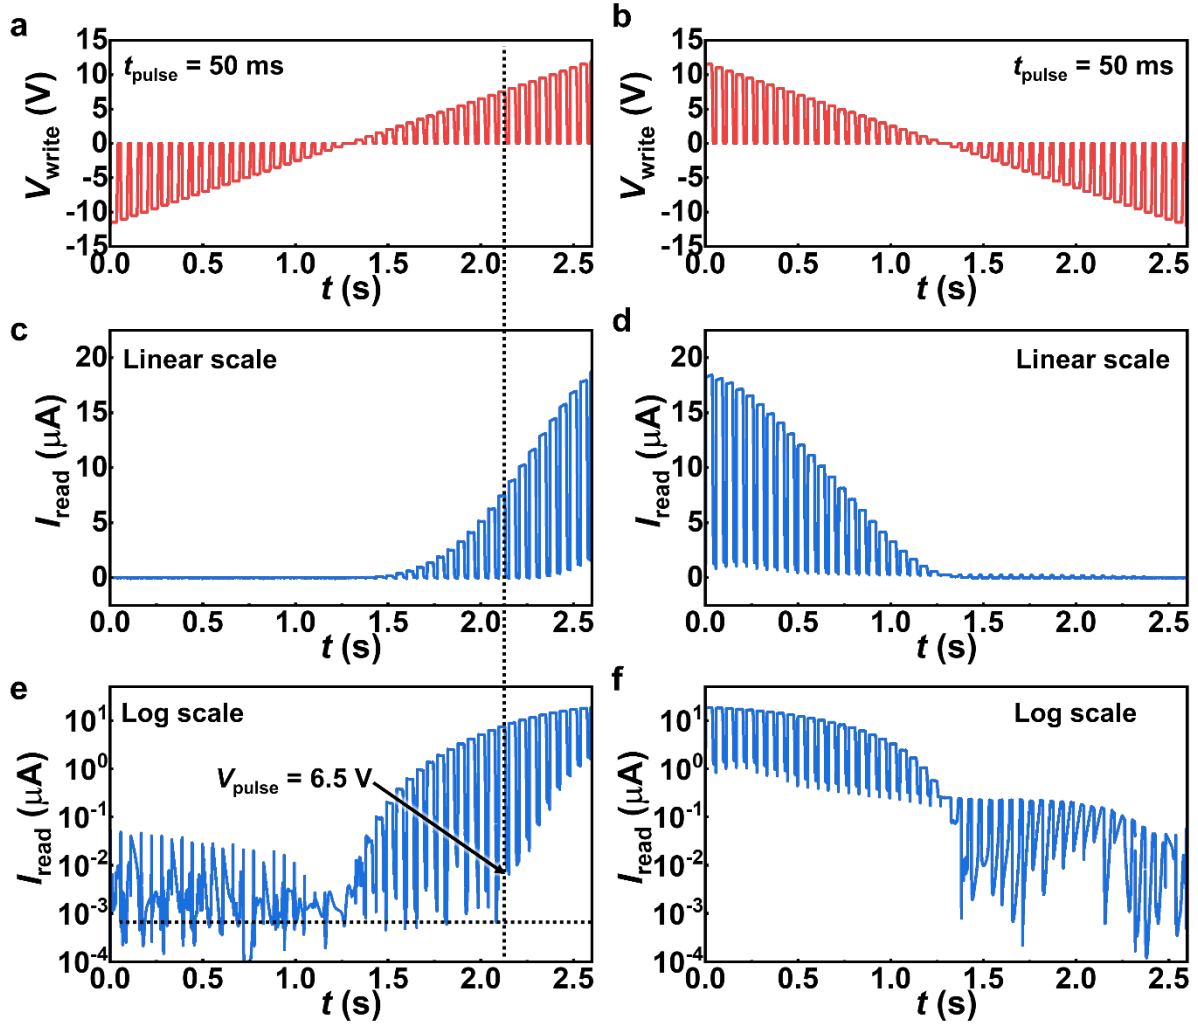 a
15
10
5
0
-5
-10
-15
V_write (V)
t_pulse = 50 ms
0.0 0.5 1.0 1.5 2.0 2.5
t (s)
b
15
10
5
0
-5
-10
-15
V_write (V)
t_pulse = 50 ms
0.0 0.5 1.0 1.5 2.0 2.5
t (s)
c
20
15
10
5
0
I_read (μA)
Linear scale
0.0 0.5 1.0 1.5 2.0 2.5
t (s)
d
20
15
10
5
0
I_read (μA)
Linear scale
0.0 0.5 1.0 1.5 2.0 2.5
t (s)
e
10^1
10^0
10^-1
10^-2
10^-3
10^-4
I_read (μA)
Log scale
V_pulse = 6.5 V
0.0 0.5 1.0 1.5 2.0 2.5
t (s)
f
10^1
10^0
10^-1
10^-2
10^-3
10^-4
I_read (μA)
Log scale
0.0 0.5 1.0 1.5 2.0 2.5
t (s)